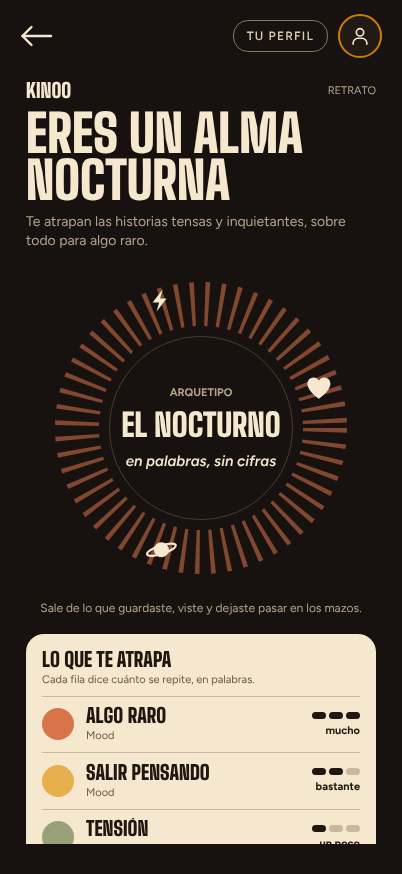 TU PERFIL
KINOO
RETRATO
ERES UN ALMA
NOCTURNA
Te atrapan las historias tensas y inquietantes, sobre
todo para algo raro.
ARQUETIPO
EL NOCTURNO
en palabras, sin cifras
Sale de lo que guardaste, viste y dejaste pasar en los mazos.
LO QUE TE ATRAPA
Cada fila dice cuánto se repite, en palabras.
ALGO RARO
Mood
mucho
SALIR PENSANDO
Mood
bastante
TENSIÓN
un poco